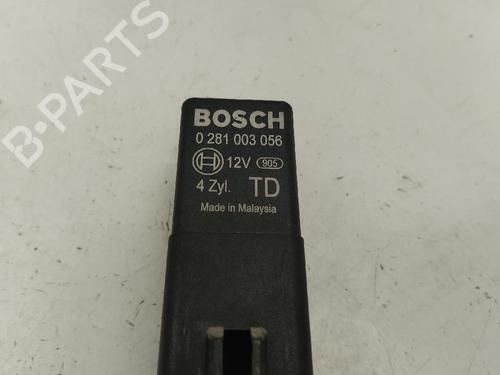 B-PARTS
BOSCH
0 281 003 056
12V 905
4 Zyl. TD
Made in Malaysia